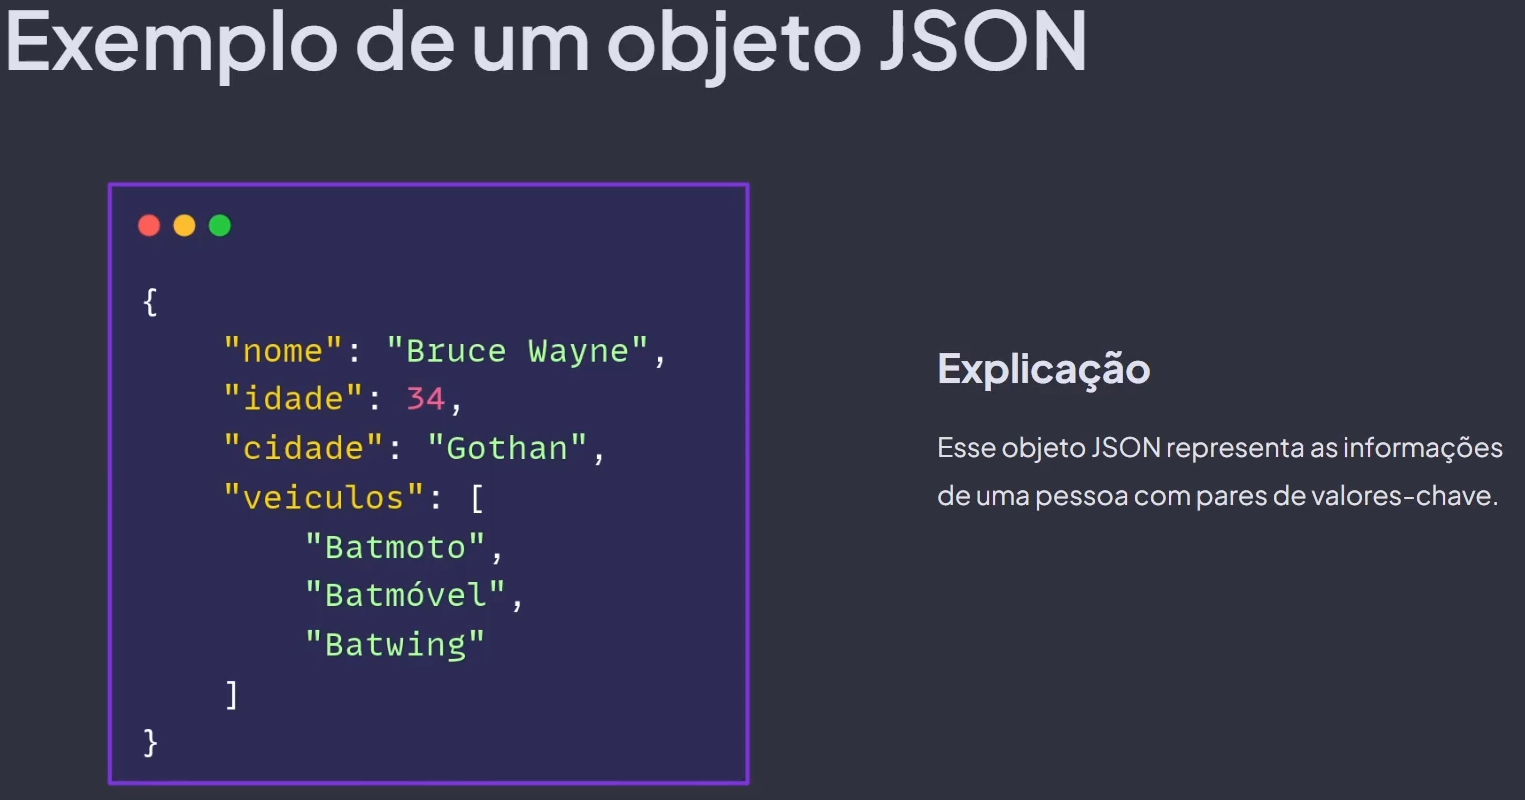 Exemplo de um objeto JSON
{
"nome": "Bruce Wayne",
"idade": 34,
"cidade": "Gothan",
"veiculos": [
"Batmoto",
"Batmóvel",
"Batwing"
]
}
Explicação
Esse objeto JSON representa as informações
de uma pessoa com pares de valores-chave.